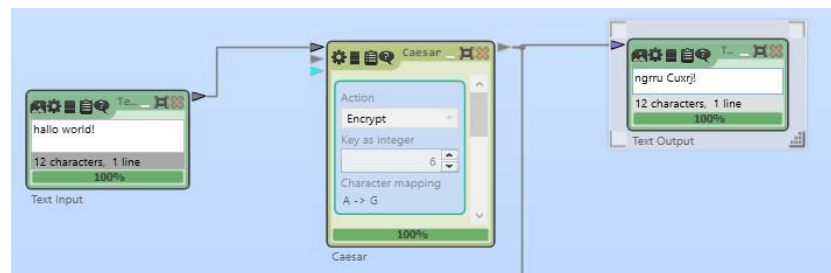 Te...
hallo world!
12 characters, 1 line
100%
Text Input
Caesar
Action
Encrypt
Key as integer
6
Character mapping
A -> G
100%
Caesar
T...
ngrru Cuxrj!
12 characters, 1 line
100%
Text Output